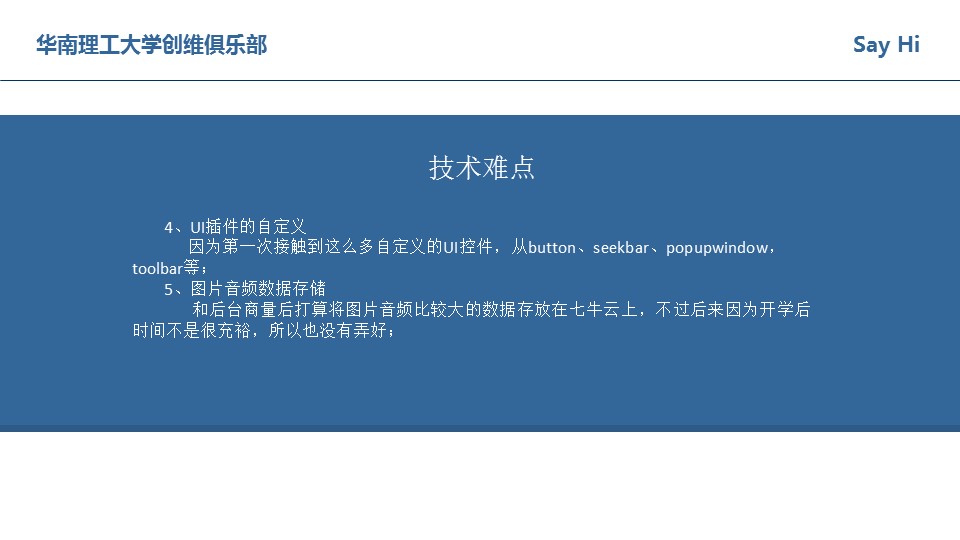 华南理工大学创维俱乐部
Say Hi
技术难点
4、UI插件的自定义
因为第一次接触到这么多自定义的UI控件，从button、seekbar、popupwindow，
toolbar等；
5、图片音频数据存储
和后台商量后打算将图片音频比较大的数据存放在七牛云上，不过后来因为开学后
时间不是很充裕，所以也没有弄好；